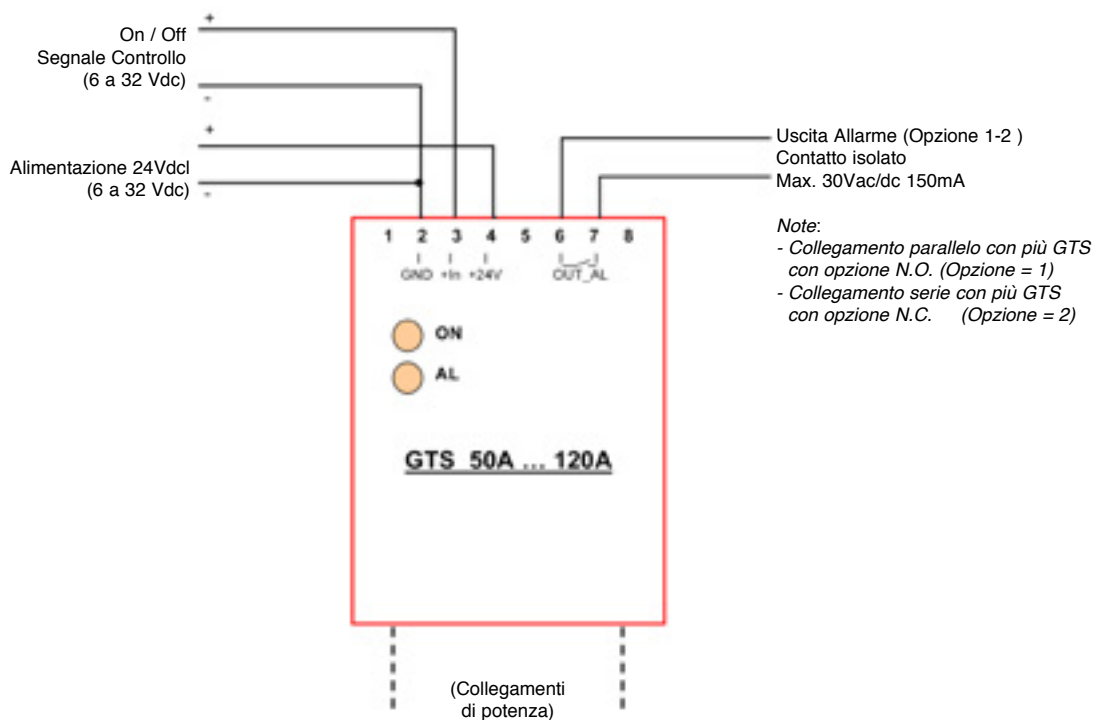 +
On / Off
Segnale Controllo
(6 a 32 Vdc)
-
+
Alimentazione 24Vdcl
(6 a 32 Vdc)
-
Uscita Allarme (Opzione 1-2 )
Contatto isolato
Max. 30Vac/dc 150mA
Note:
- Collegamento parallelo con più GTS
con opzione N.O. (Opzione = 1)
- Collegamento serie con più GTS
con opzione N.C. (Opzione = 2)
1 2 3 4 5 6 7 8
GND +In +24V OUT_AL
ON
AL
GTS 50A ... 120A
(Collegamenti
di potenza)